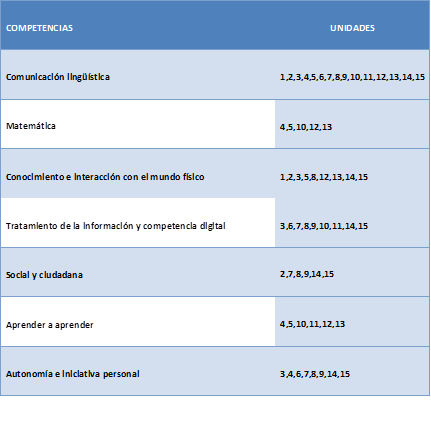 COMPETENCIAS UNIDADES
Comunicación lingüística 1,2,3,4,5,6,7,8,9,10,11,12,13,14,15
Matemática 4,5,10,12,13
Conocimiento e interacción con el mundo físico 1,2,3,5,8,12,13,14,15
Tratamiento de la información y competencia digital 3,6,7,8,9,10,11,14,15
Social y ciudadana 2,7,8,9,14,15
Aprender a aprender 4,5,10,11,12,13
Autonomía e iniciativa personal 3,4,6,7,8,9,14,15